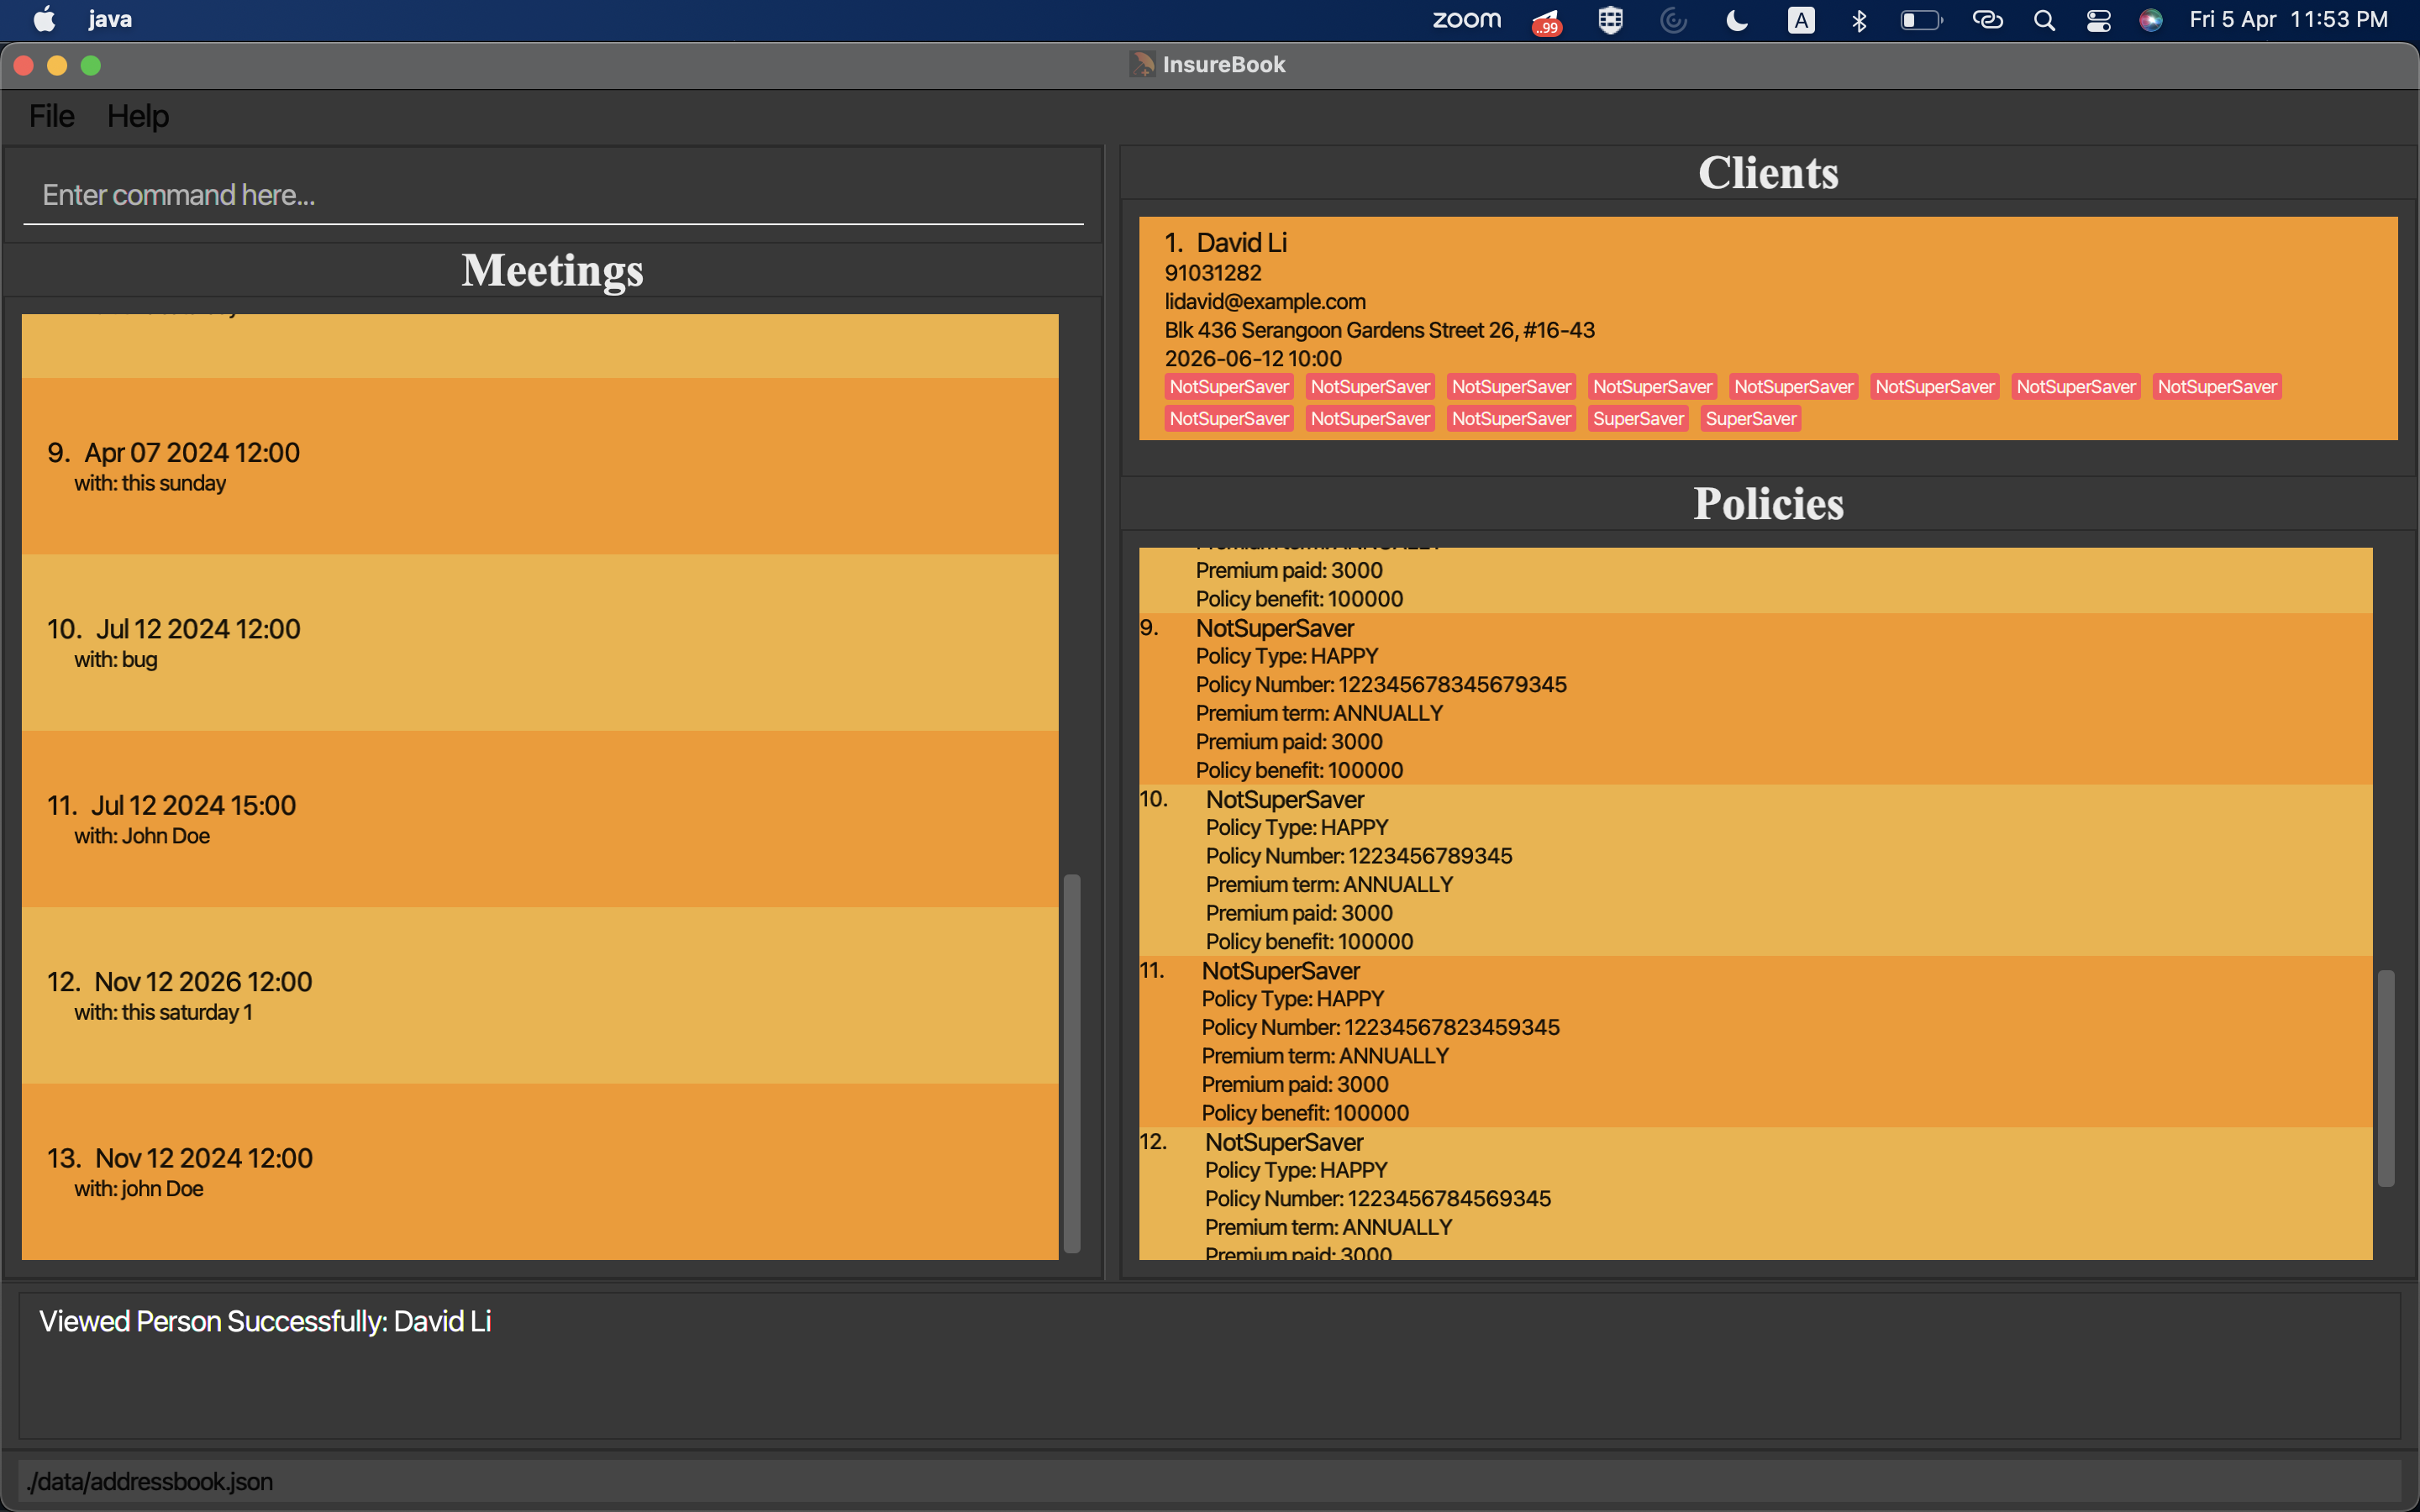 java
zoom
..99
A
Fri 5 Apr 11:53 PM
InsureBook
File Help
Enter command here...
Meetings
9. Apr 07 2024 12:00
with: this sunday
10. Jul 12 2024 12:00
with: bug
11. Jul 12 2024 15:00
with: John Doe
12. Nov 12 2026 12:00
with: this saturday 1
13. Nov 12 2024 12:00
with: john Doe
Clients
1. David Li
91031282
lidavid@example.com
Blk 436 Serangoon Gardens Street 26, #16-43
2026-06-12 10:00
NotSuperSaver NotSuperSaver NotSuperSaver NotSuperSaver NotSuperSaver NotSuperSaver NotSuperSaver NotSuperSaver
NotSuperSaver NotSuperSaver NotSuperSaver SuperSaver SuperSaver
Policies
Premium paid: 3000
Policy benefit: 100000
9. NotSuperSaver
Policy Type: HAPPY
Policy Number: 122345678345679345
Premium term: ANNUALLY
Premium paid: 3000
Policy benefit: 100000
10. NotSuperSaver
Policy Type: HAPPY
Policy Number: 1223456789345
Premium term: ANNUALLY
Premium paid: 3000
Policy benefit: 100000
11. NotSuperSaver
Policy Type: HAPPY
Policy Number: 12234567823459345
Premium term: ANNUALLY
Premium paid: 3000
Policy benefit: 100000
12. NotSuperSaver
Policy Type: HAPPY
Policy Number: 1223456784569345
Premium term: ANNUALLY
Premium paid: 3000
Viewed Person Successfully: David Li
./data/addressbook.json